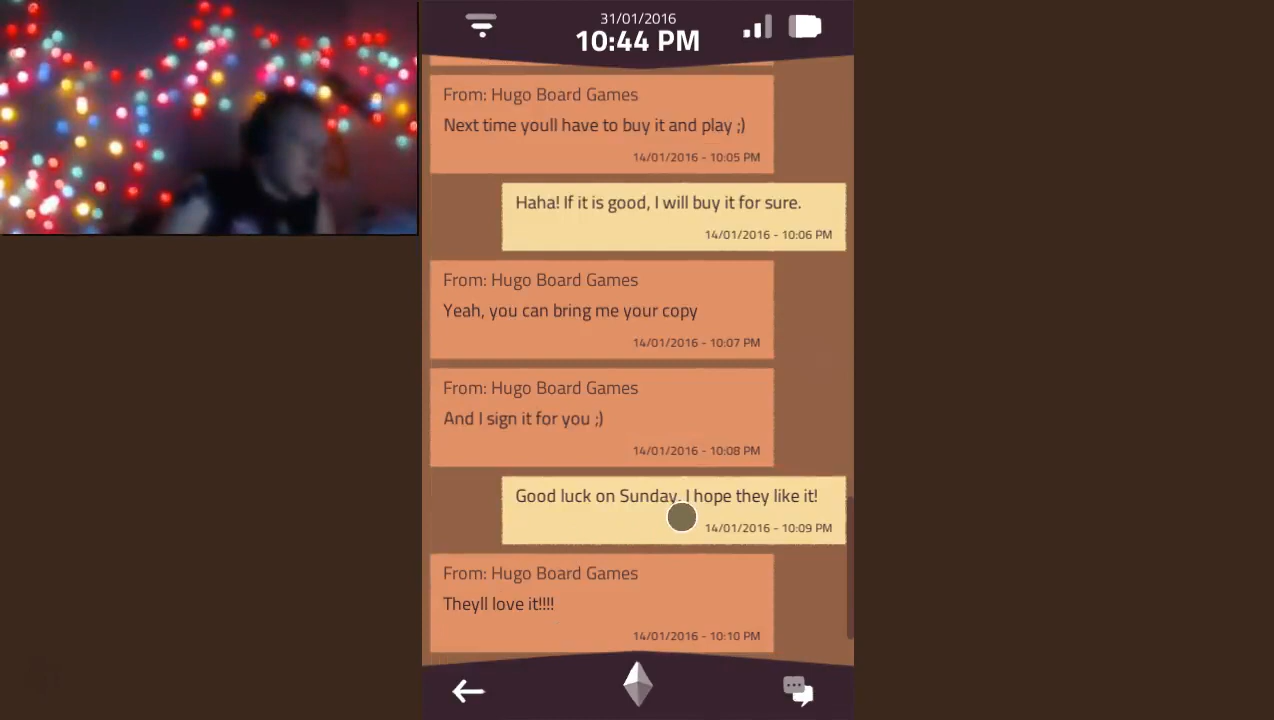 31/01/2016
10:44 PM
From: Hugo Board Games
Next time youll have to buy it and play ;)
14/01/2016 - 10:05 PM
Haha! If it is good, I will buy it for sure.
14/01/2016 - 10:06 PM
From: Hugo Board Games
Yeah, you can bring me your copy
14/01/2016 - 10:07 PM
From: Hugo Board Games
And I sign it for you ;)
14/01/2016 - 10:08 PM
Good luck on Sunday. I hope they like it!
14/01/2016 - 10:09 PM
From: Hugo Board Games
Theyll love it!!!!
14/01/2016 - 10:10 PM